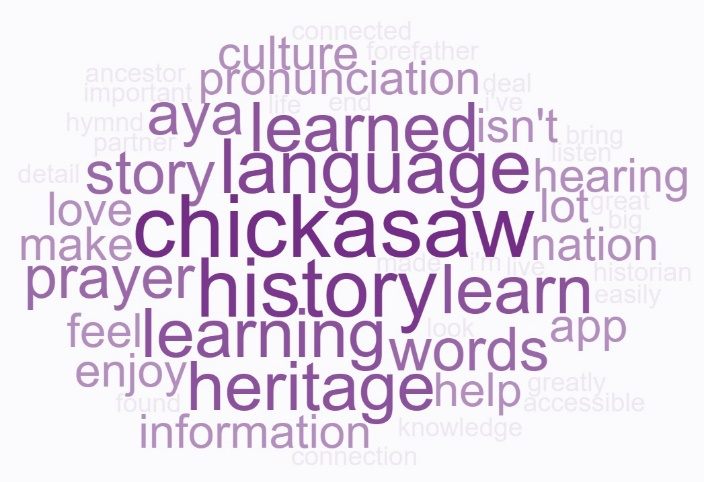 connected
culture forefather
ancestor pronunciation deal
important life end i've
aya learned isn't
hymnd bring
partner listen
story language hearing
detail
love lot great
chickasaw big
make nation
made i'm live historian
prayer history learn easily
feel learning look app
words
enjoy heritage help greatly
found accessible
information knowledge
connection